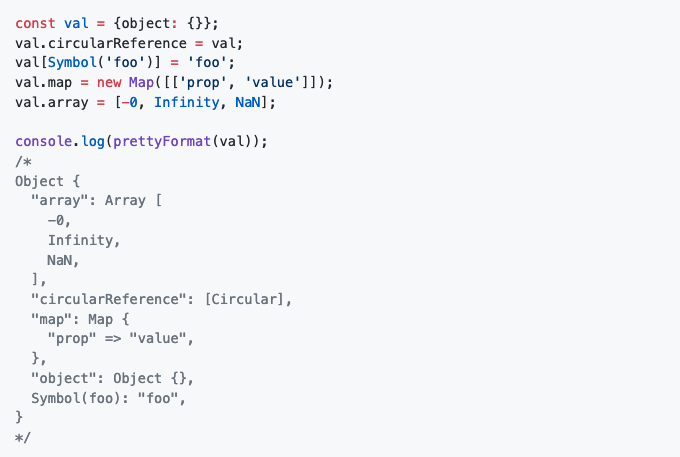 const val = {object: {}};
val.circularReference = val;
val[Symbol('foo')] = 'foo';
val.map = new Map([['prop', 'value']]);
val.array = [-0, Infinity, NaN];

console.log(prettyFormat(val));
/*
Object {
  "array": Array [
    -0,
    Infinity,
    NaN,
  ],
  "circularReference": [Circular],
  "map": Map {
    "prop" => "value",
  },
  "object": Object {},
  Symbol(foo): "foo",
}
*/